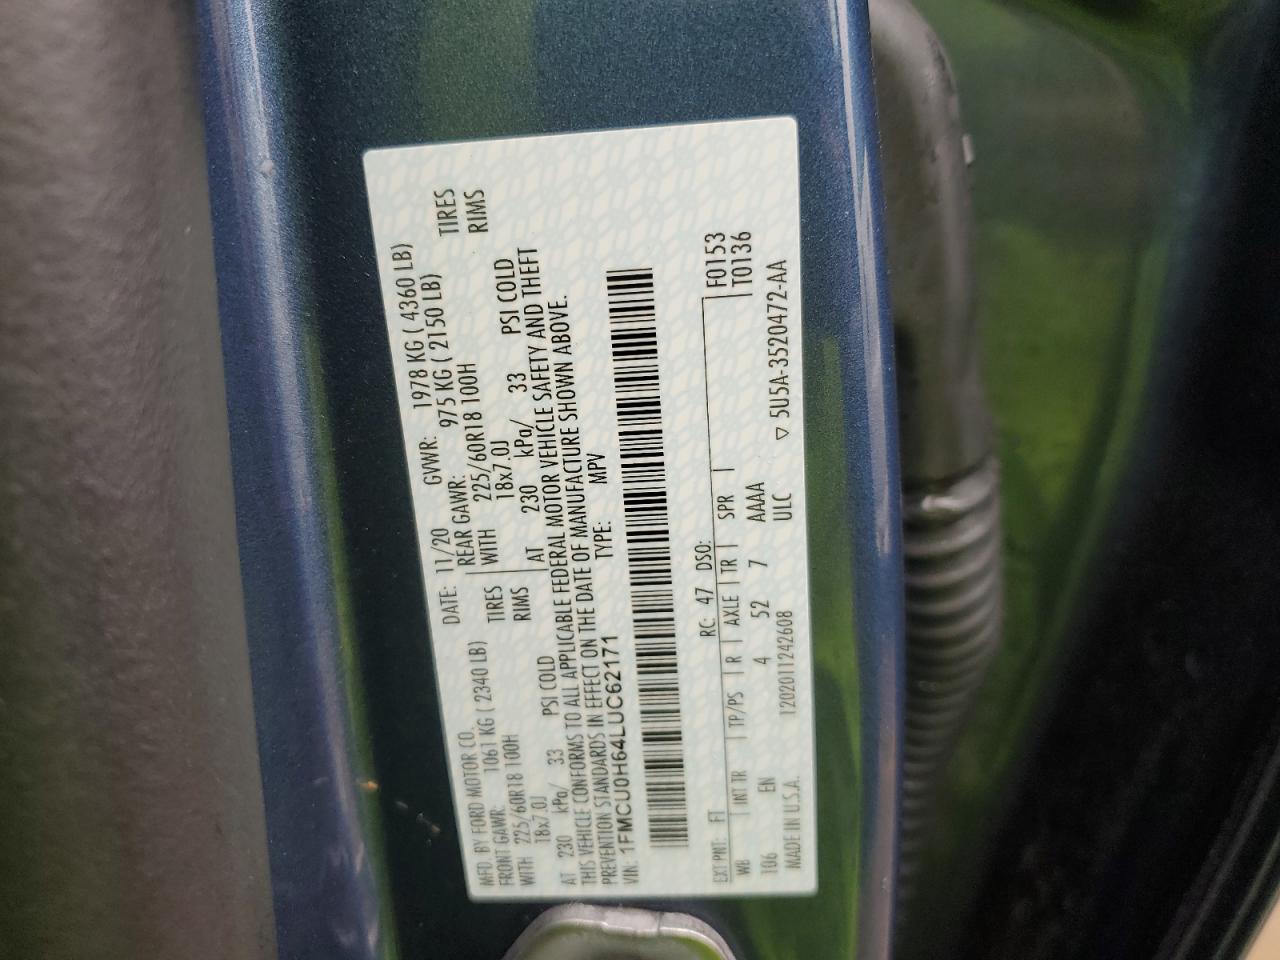 MFD. BY FORD MOTOR CO.
DATE: 11/20 GVWR: 1978 KG ( 4360 LB)
FRONT GAWR: 1061 KG ( 2340 LB) REAR GAWR: 975 KG ( 2150 LB)
WITH 225/60R18 100H TIRES WITH 225/60R18 100H TIRES
18x7.0J RIMS 18x7.0J RIMS
AT 230 kPa/ 33 PSI COLD AT 230 kPa/ 33 PSI COLD
THIS VEHICLE CONFORMS TO ALL APPLICABLE FEDERAL MOTOR VEHICLE SAFETY AND THEFT
PREVENTION STANDARDS IN EFFECT ON THE DATE OF MANUFACTURE SHOWN ABOVE.
VIN: 1FMCU0H64LUC62171 TYPE: MPV
F0153
EXT PNT: F1 RC: 47 DSO: T0136
WB INT TR TP/PS R AXLE TR SPR
106 EN 4 52 7 AAAA
MADE IN U.S.A. 1202011242608 ULC ▽ 5U5A-3520472-AA